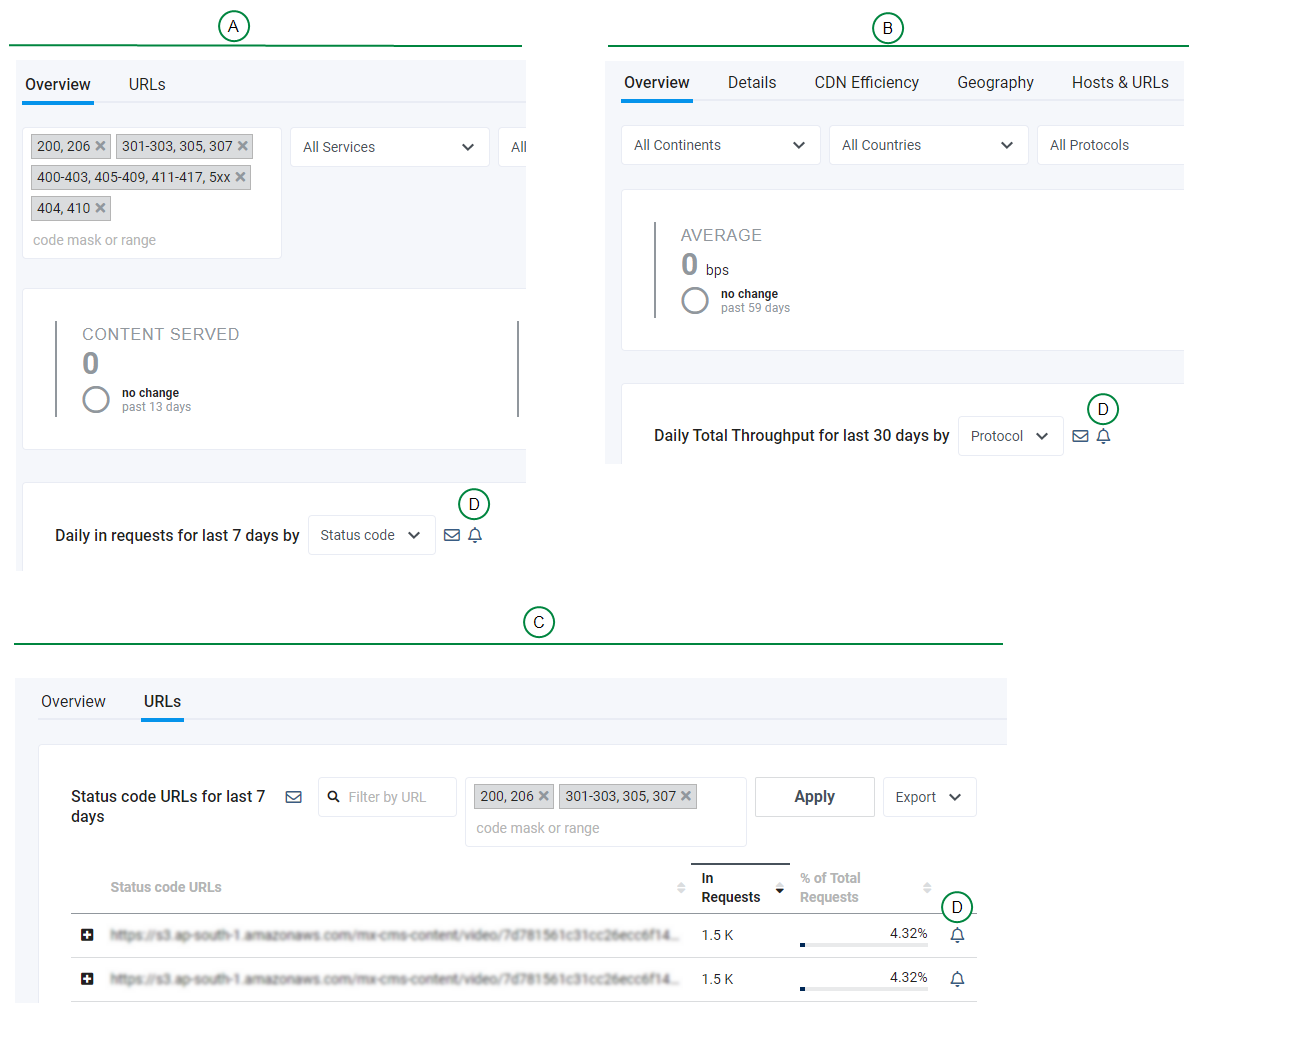 A
Overview
URLs
200, 206
301-303, 305, 307
400-403, 405-409, 411-417, 5xx
404, 410
code mask or range
All Services
All
CONTENT SERVED
0
no change
past 13 days
D
Daily in requests for last 7 days by
Status code
B
Overview
Details
CDN Efficiency
Geography
Hosts & URLs
All Continents
All Countries
All Protocols
AVERAGE
0 bps
no change
past 59 days
D
Daily Total Throughput for last 30 days by
Protocol
C
Overview
URLs
Status code URLs for last 7
days
Filter by URL
200, 206
301-303, 305, 307
code mask or range
Apply
Export
Status code URLs
In
Requests
% of Total
Requests
D
1.5 K
4.32%
1.5 K
4.32%